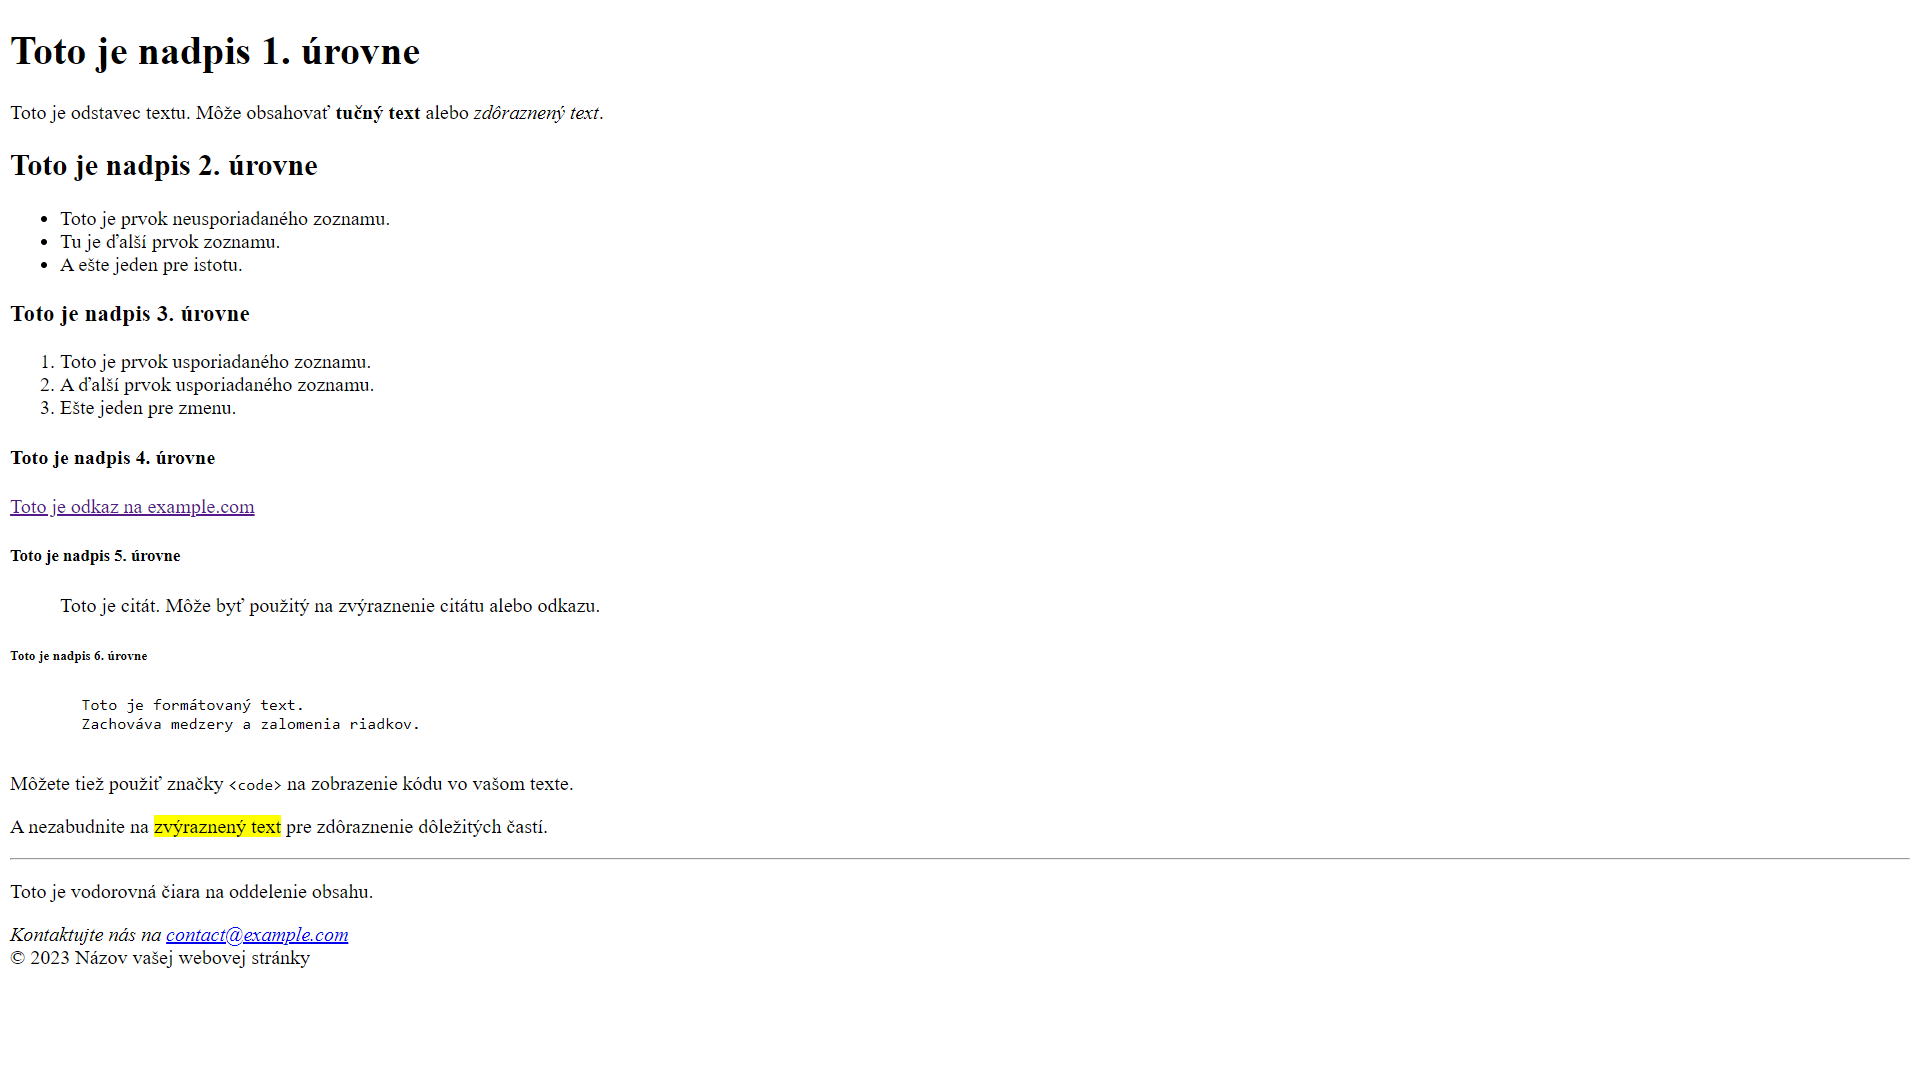 Toto je nadpis 1. úrovne
Toto je odstavec textu. Môže obsahovať tučný text alebo zdôraznený text.
Toto je nadpis 2. úrovne
• Toto je prvok neusporiadaného zoznamu.
• Tu je ďalší prvok zoznamu.
• A ešte jeden pre istotu.
Toto je nadpis 3. úrovne
1. Toto je prvok usporiadaného zoznamu.
2. A ďalší prvok usporiadaného zoznamu.
3. Ešte jeden pre zmenu.
Toto je nadpis 4. úrovne
Toto je odkaz na example.com
Toto je nadpis 5. úrovne
Toto je citát. Môže byť použitý na zvýraznenie citátu alebo odkazu.
Toto je nadpis 6. úrovne
Toto je formátovaný text.
Zachováva medzery a zalomenia riadkov.
Môžete tiež použiť značky <code> na zobrazenie kódu vo vašom texte.
A nezabudnite na zvýraznený text pre zdôraznenie dôležitých častí.
Toto je vodorovná čiara na oddelenie obsahu.
Kontaktujte nás na contact@example.com
© 2023 Názov vašej webovej stránky